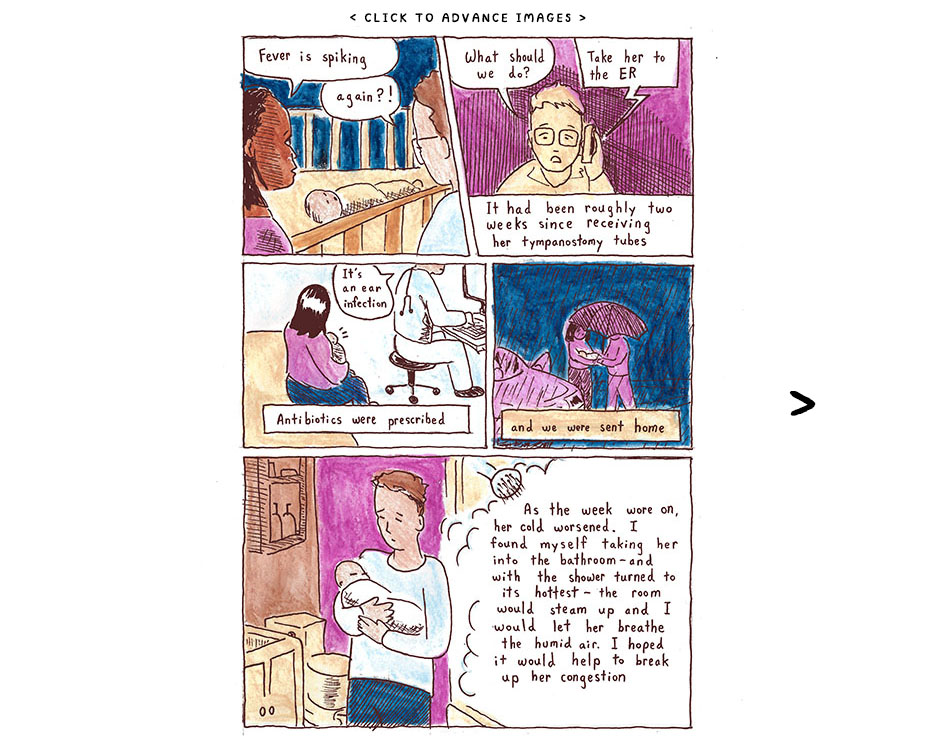 < CLICK TO ADVANCE IMAGES >
Fever is spiking
again?!
What should
we do?
Take her to
the ER
It had been roughly two
weeks since receiving
her tympanostomy tubes
It's
an ear
infection
Antibiotics were prescribed
and we were sent home
As the week wore on,
her cold worsened. I
found myself taking her
into the bathroom-and
with the shower turned to
its hottest - the room
would steam up and I
would let her breathe
the humid air. I hoped
it would help to break
up her congestion
>